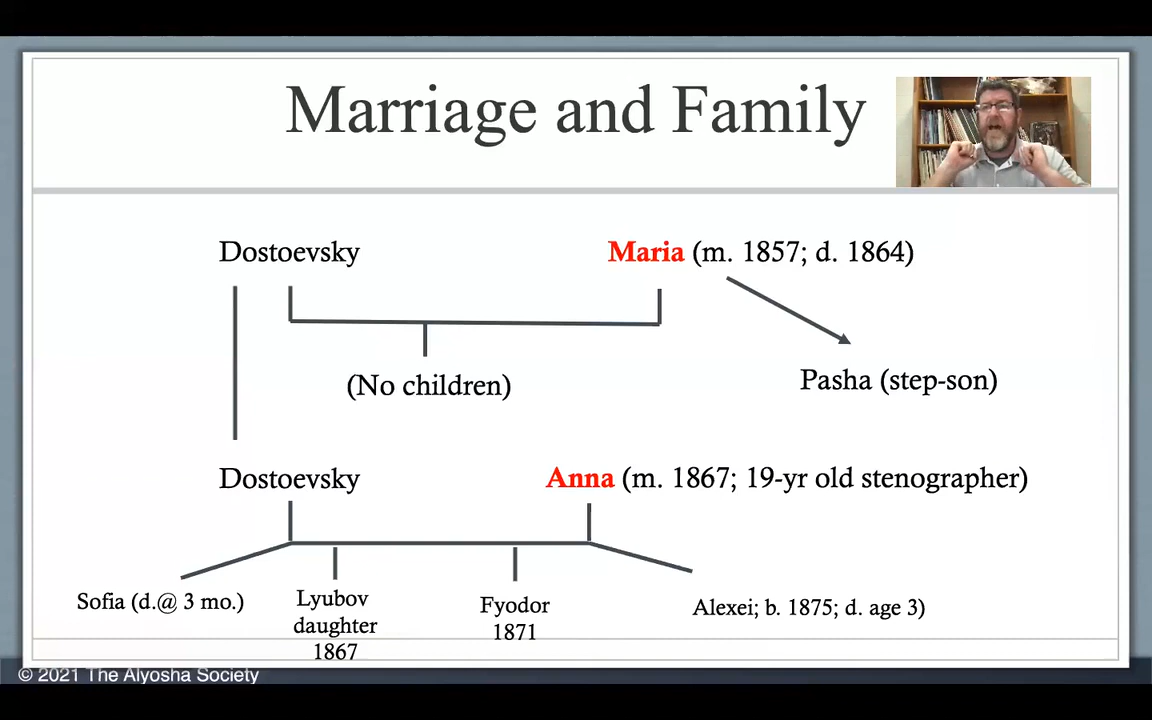 Marriage and Family
Dostoevsky
Maria (m. 1857; d. 1864)
(No children)
Pasha (step-son)
Dostoevsky
Anna (m. 1867; 19-yr old stenographer)
Sofia (d.@ 3 mo.)
Lyubov
daughter
1867
Fyodor
1871
Alexei; b. 1875; d. age 3)
© 2021 The Alyosha Society